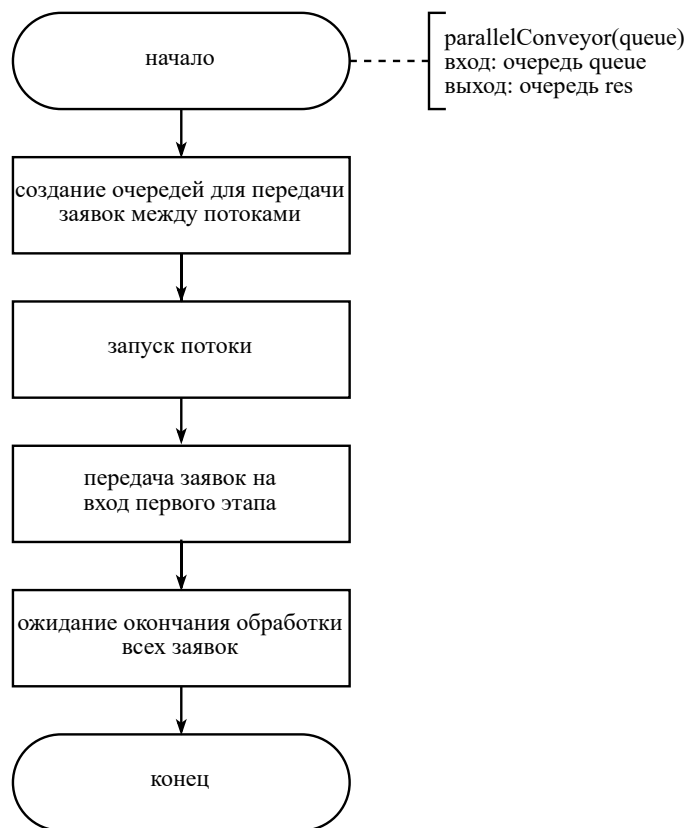 начало
parallelConveyor(queue)
вход: очередь queue
выход: очередь res
создание очередей для передачи
заявок между потоками
запуск потоки
передача заявок на
вход первого этапа
ожидание окончания обработки
всех заявок
конец